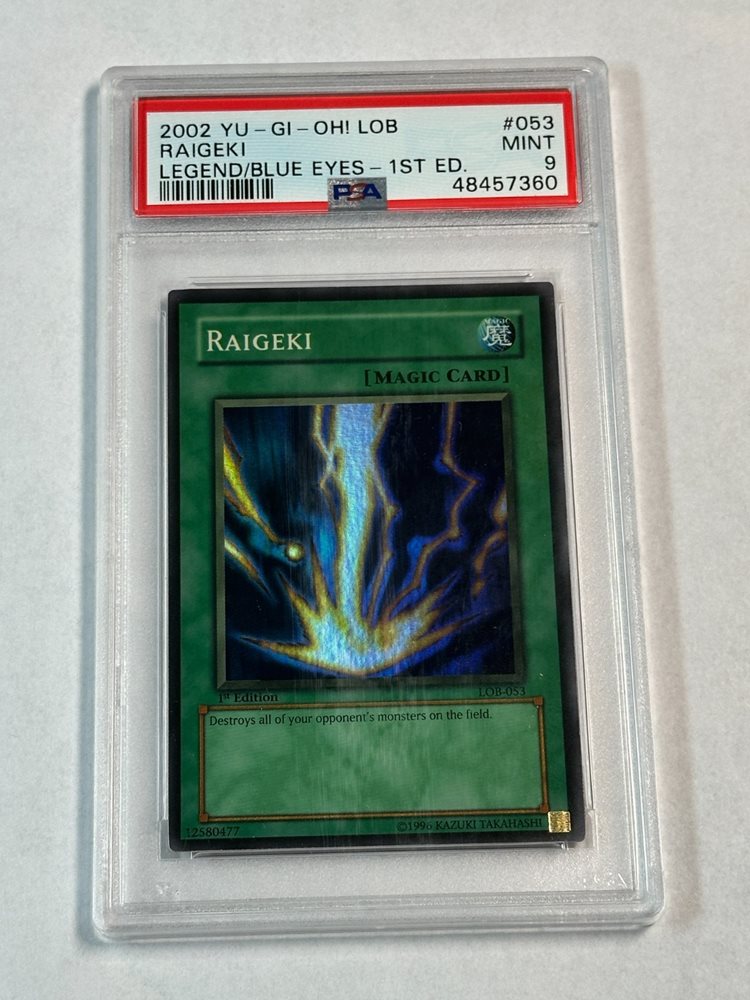 2002 YU-GI-OH! LOB #053
RAIGEKI MINT
LEGEND/BLUE EYES-1ST ED. 9
PSA 48457360
RAIGEKI
MAGIC
魔
[MAGIC CARD]
1st Edition LOB-053
Destroys all of your opponent's monsters on the field.
12580477 ©1996 KAZUKI TAKAHASHI